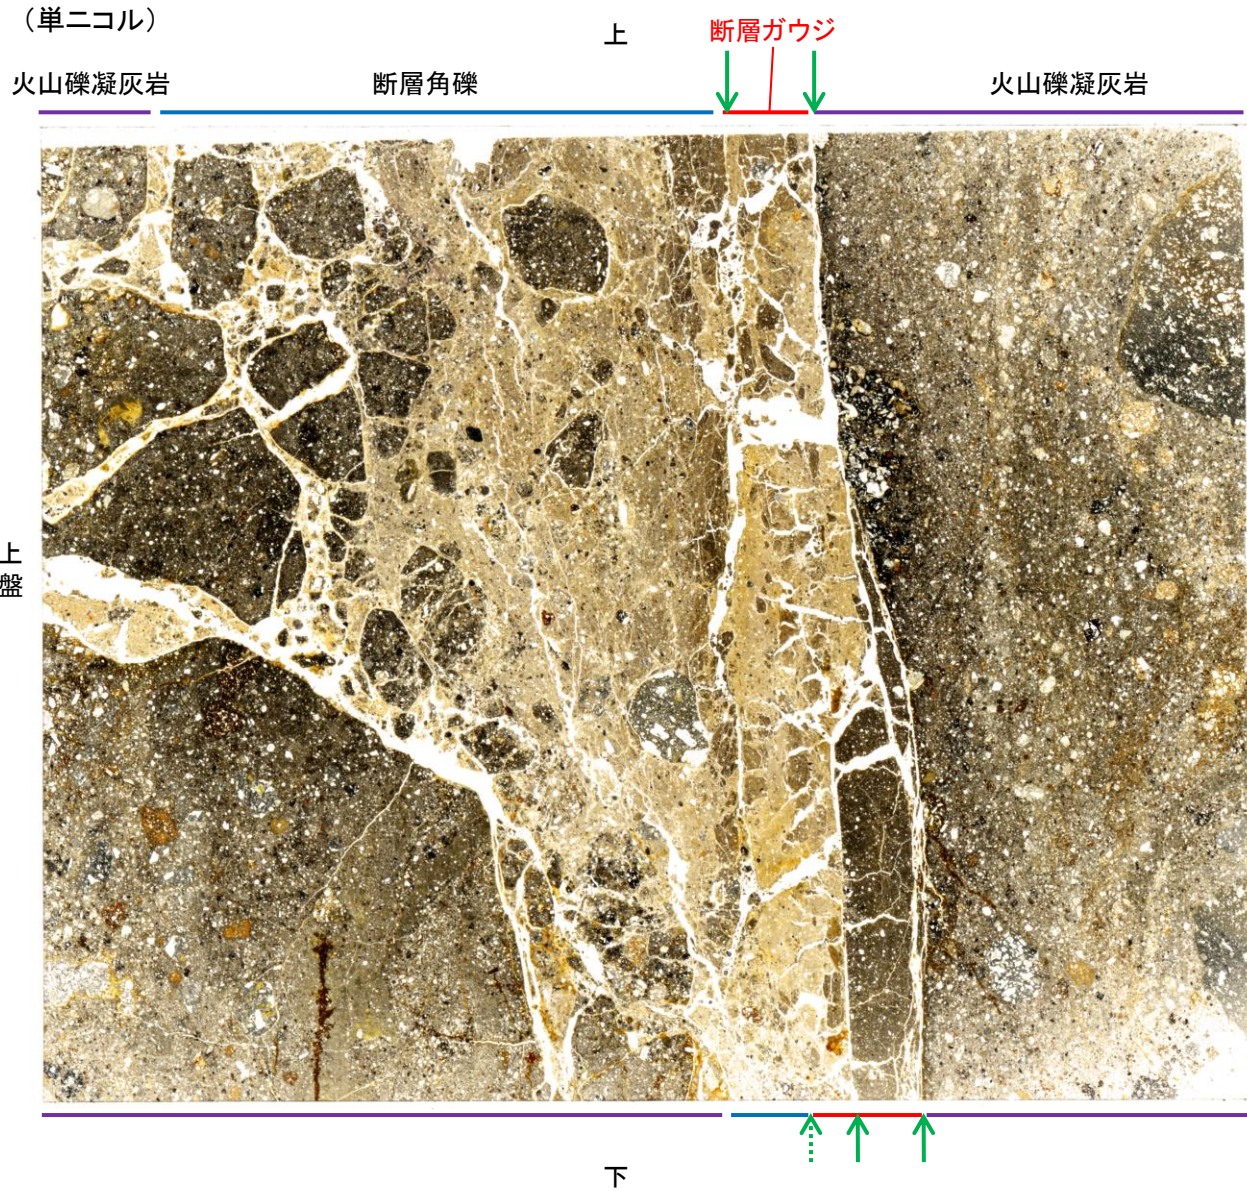 （単ニコル）
上
断層ガウジ
火山礫凝灰岩
断層角礫
火山礫凝灰岩
上
盤
下